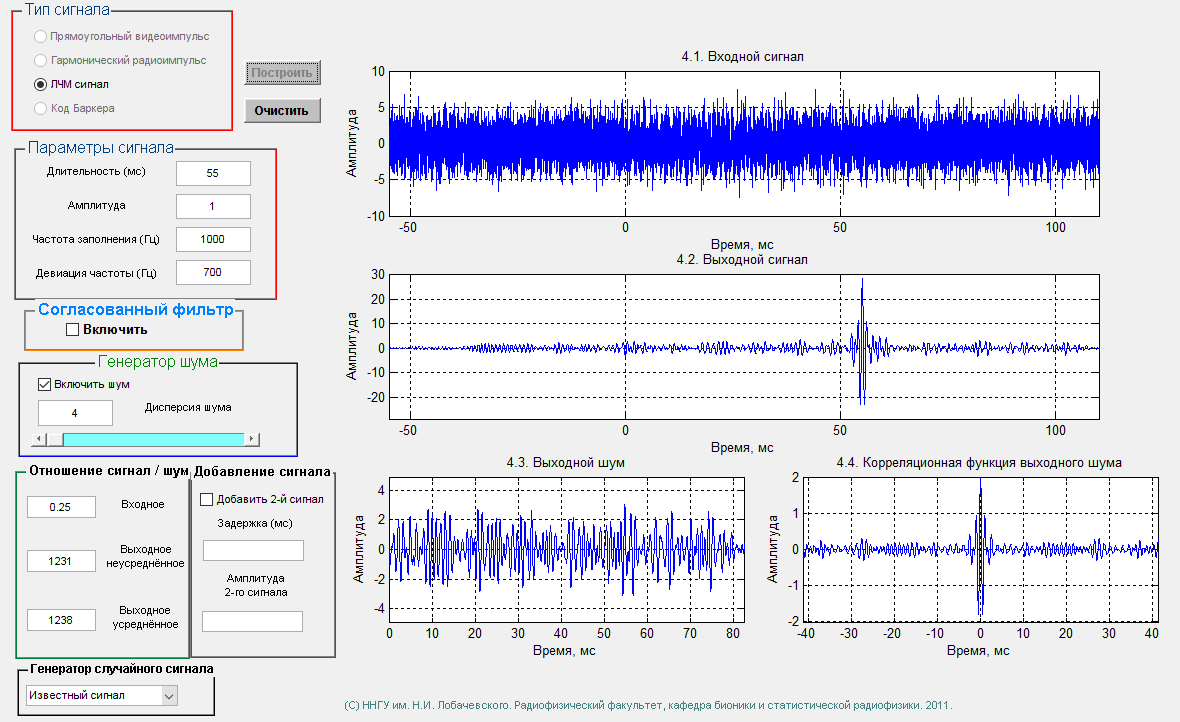 Тип сигнала
Прямоугольный видеоимпульс
Гармонический радиоимпульс
ЛЧМ сигнал
Код Баркера
Построить
Очистить
Параметры сигнала
Длительность (мс)
55
Амплитуда
1
Частота заполнения (Гц)
1000
Девиация частоты (Гц)
700
Согласованный фильтр
Включить
Генератор шума
Включить шум
4
Дисперсия шума
Отношение сигнал / шум
0.25
Входное
1231
Выходное
неусреднённое
1238
Выходное
усреднённое
Добавление сигнала
Добавить 2-й сигнал
Задержка (мс)
Амплитуда
2-го сигнала
Генератор случайного сигнала
Известный сигнал
4.1. Входной сигнал
Амплитуда
10
5
0
-5
-10
-50 0 50 100
Время, мс
4.2. Выходной сигнал
Амплитуда
30
20
10
0
-10
-20
-50 0 50 100
Время, мс
4.3. Выходной шум
Амплитуда
4
2
0
-2
-4
0 10 20 30 40 50 60 70 80
Время, мс
4.4. Корреляционная функция выходного шума
Амплитуда
2
1
0
-1
-2
-40 -30 -20 -10 0 10 20 30 40
Время, мс
(С) ННГУ им. Н.И. Лобачевского. Радиофизический факультет, кафедра бионики и статистической радиофизики. 2011.